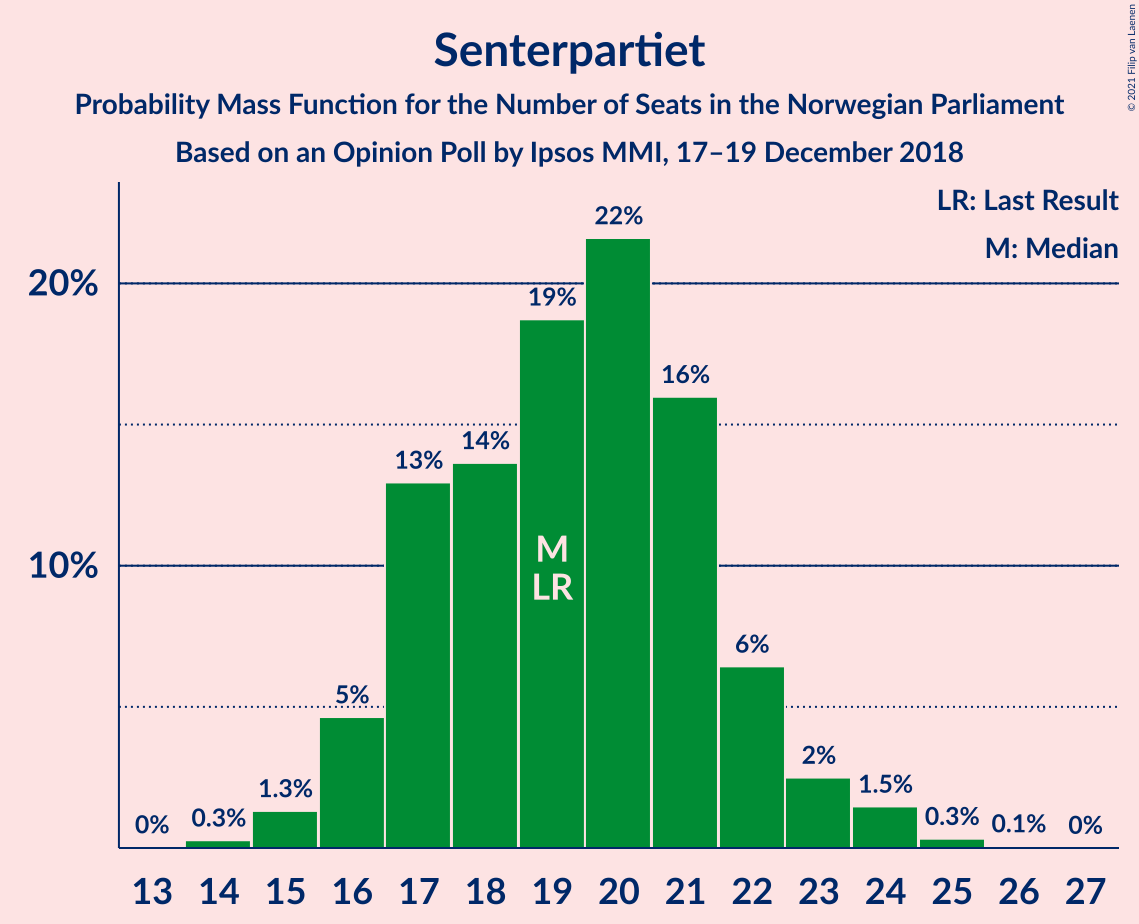 Senterpartiet
Probability Mass Function for the Number of Seats in the Norwegian Parliament
Based on an Opinion Poll by Ipsos MMI, 17–19 December 2018
© 2021 Filip van Laenen
LR: Last Result
M: Median
20%
10%
0%
0.3%
1.3%
5%
13%
14%
19%
22%
16%
6%
2%
1.5%
0.3%
0.1%
0%
M
LR
13 14 15 16 17 18 19 20 21 22 23 24 25 26 27